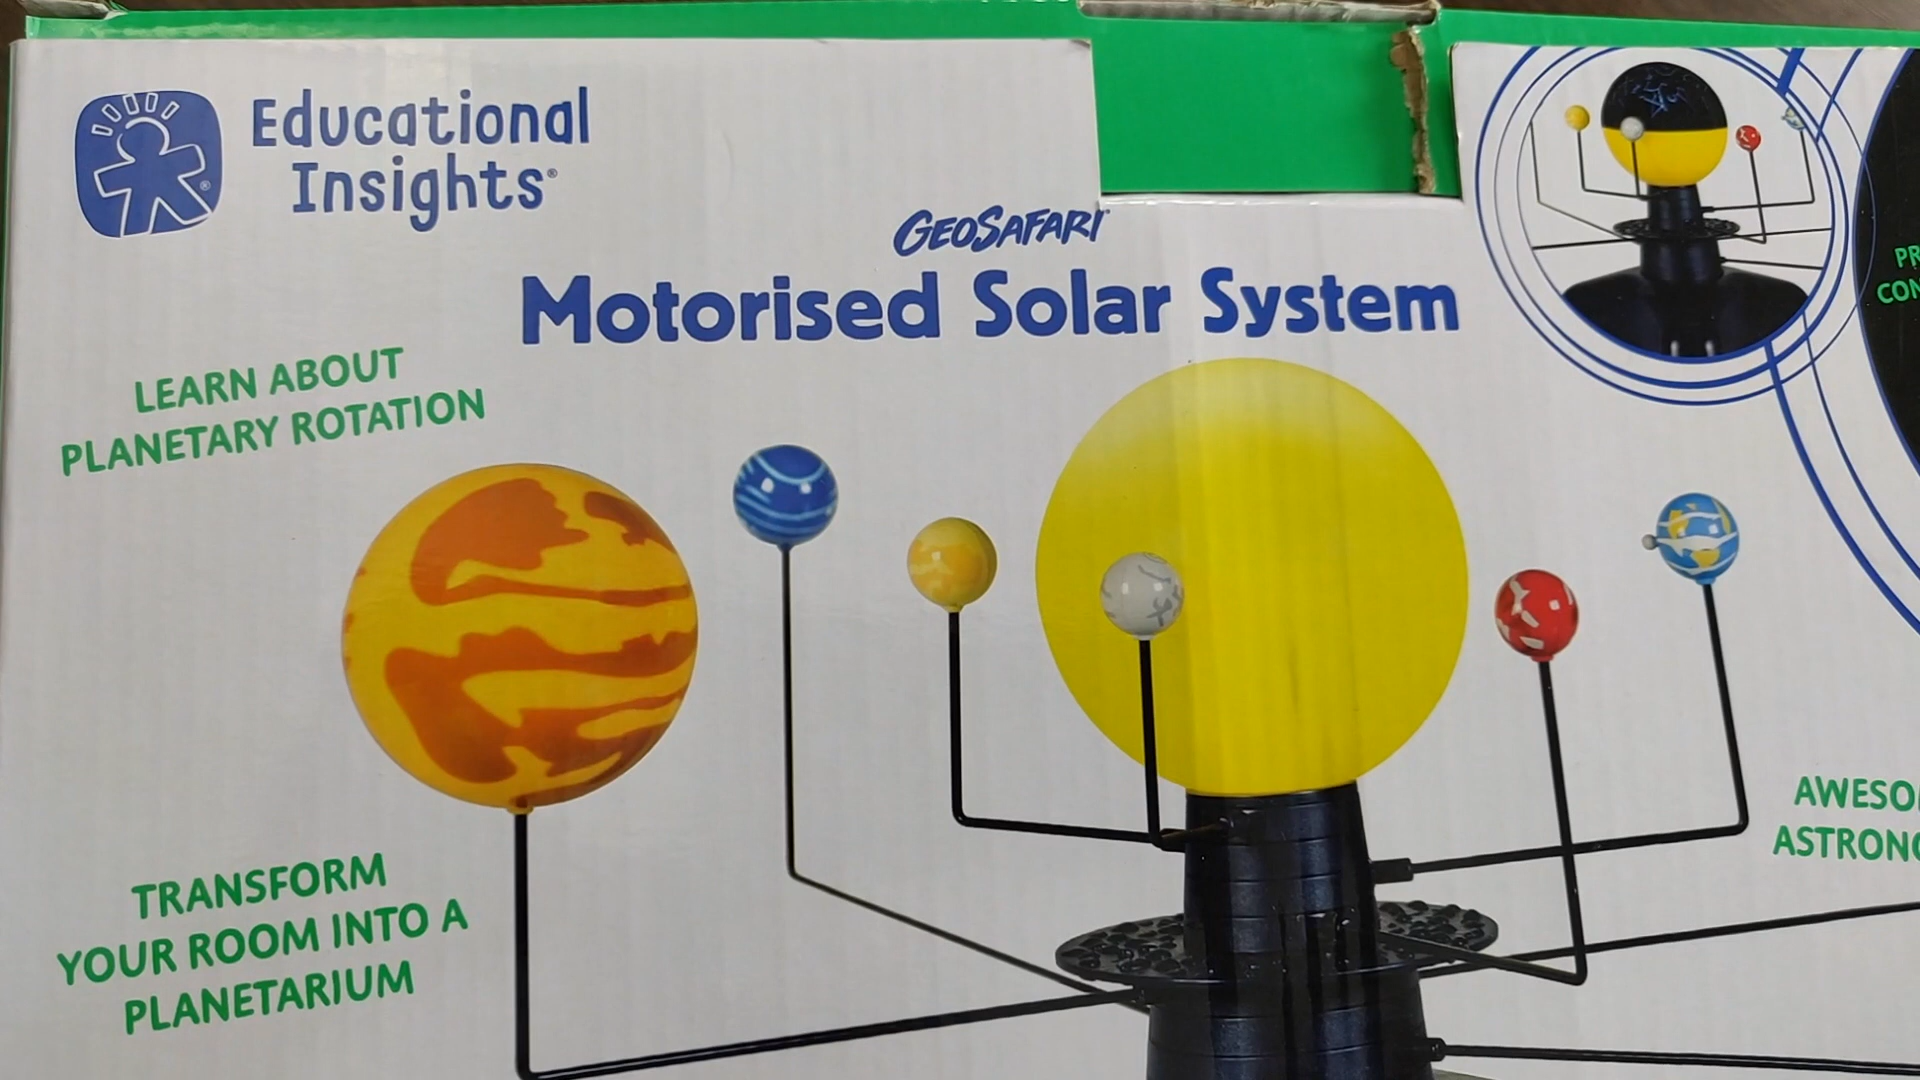 Educational
Insights®
GEOSAFARI
Motorised Solar System
LEARN ABOUT
PLANETARY ROTATION
TRANSFORM
YOUR ROOM INTO A
PLANETARIUM